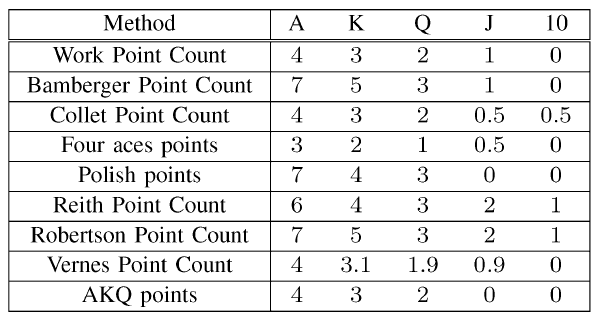 Method A K Q J 10
Work Point Count 4 3 2 1 0
Bamberger Point Count 7 5 3 1 0
Collet Point Count 4 3 2 0.5 0.5
Four aces points 3 2 1 0.5 0
Polish points 7 4 3 0 0
Reith Point Count 6 4 3 2 1
Robertson Point Count 7 5 3 2 1
Vernes Point Count 4 3.1 1.9 0.9 0
AKQ points 4 3 2 0 0